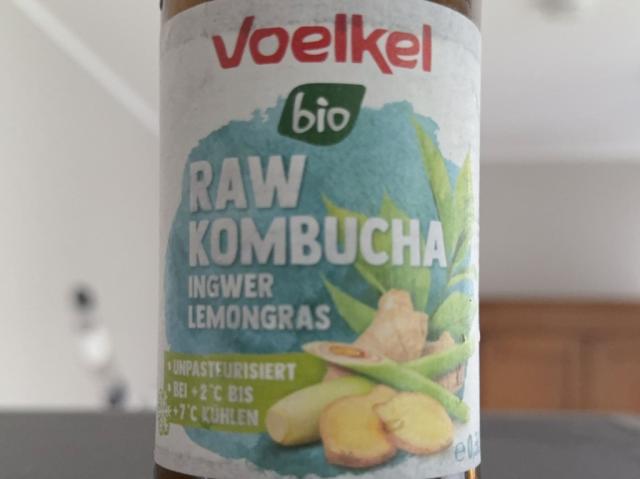 Voelkel
bio
RAW
KOMBUCHA
INGWER
LEMONGRAS
• UNPASTEURISIERT
• BEI +2°C BIS
+7°C KÜHLEN